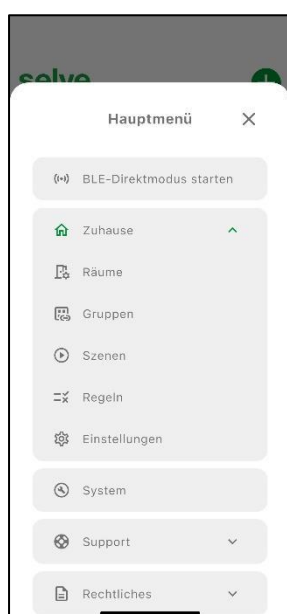 selve
Hauptmenü
BLE-Direktmodus starten
Zuhause
Räume
Gruppen
Szenen
Regeln
Einstellungen
System
Support
Rechtliches